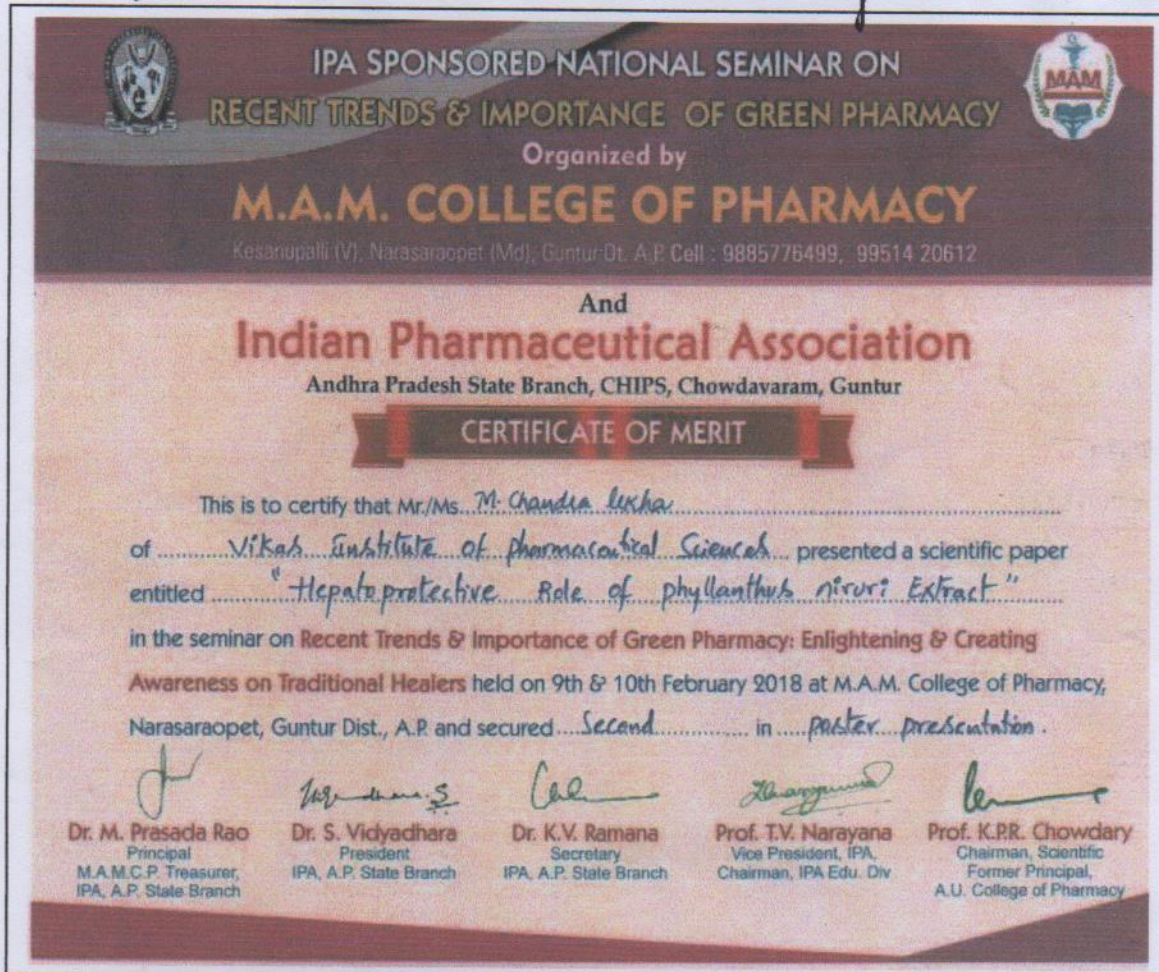 IPA SPONSORED NATIONAL SEMINAR ON
RECENT TRENDS & IMPORTANCE OF GREEN PHARMACY
MAM
Organized by
M.A.M. COLLEGE OF PHARMACY
Kesanupalli (V), Narasaraopet (Md), Guntur Dt. A.P. Cell : 9885776499, 99514 20612
And
Indian Pharmaceutical Association
Andhra Pradesh State Branch, CHIPS, Chowdavaram, Guntur
CERTIFICATE OF MERIT
This is to certify that Mr./Ms. M. Chandra lekha
of Vikas Institute of pharmaceutical Sciences presented a scientific paper
entitled "Hepatoprotective Role of phyllanthus niruri Extract"
in the seminar on Recent Trends & Importance of Green Pharmacy: Enlightening & Creating
Awareness on Traditional Healers held on 9th & 10th February 2018 at M.A.M. College of Pharmacy,
Narasaraopet, Guntur Dist., A.P. and secured Second in poster presentation.
Dr. M. Prasada Rao
Principal
M.A.M.C.P. Treasurer,
IPA, A.P. State Branch
Dr. S. Vidyadhara
President
IPA, A.P. State Branch
Dr. K.V. Ramana
Secretary
IPA, A.P. State Branch
Prof. T.V. Narayana
Vice President, IPA,
Chairman, IPA Edu. Div
Prof. K.P.R. Chowdary
Chairman, Scientific
Former Principal,
A.U. College of Pharmacy